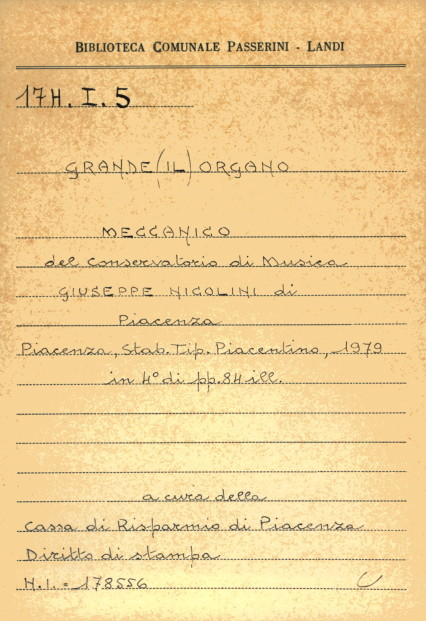 BIBLIOTECA COMUNALE PASSERINI - LANDI
17H. I. 5
GRANDE (IL) ORGANO
MECCANICO
del Conservatorio di Musica
GIUSEPPE NICOLINI di
Piacenza
Piacenza, Stab. Tip. Piacentino, 1979
in 4° di pp. 84 ill.
a cura della
Cassa di Risparmio di Piacenza
Diritto di stampa
N.I. = 178556